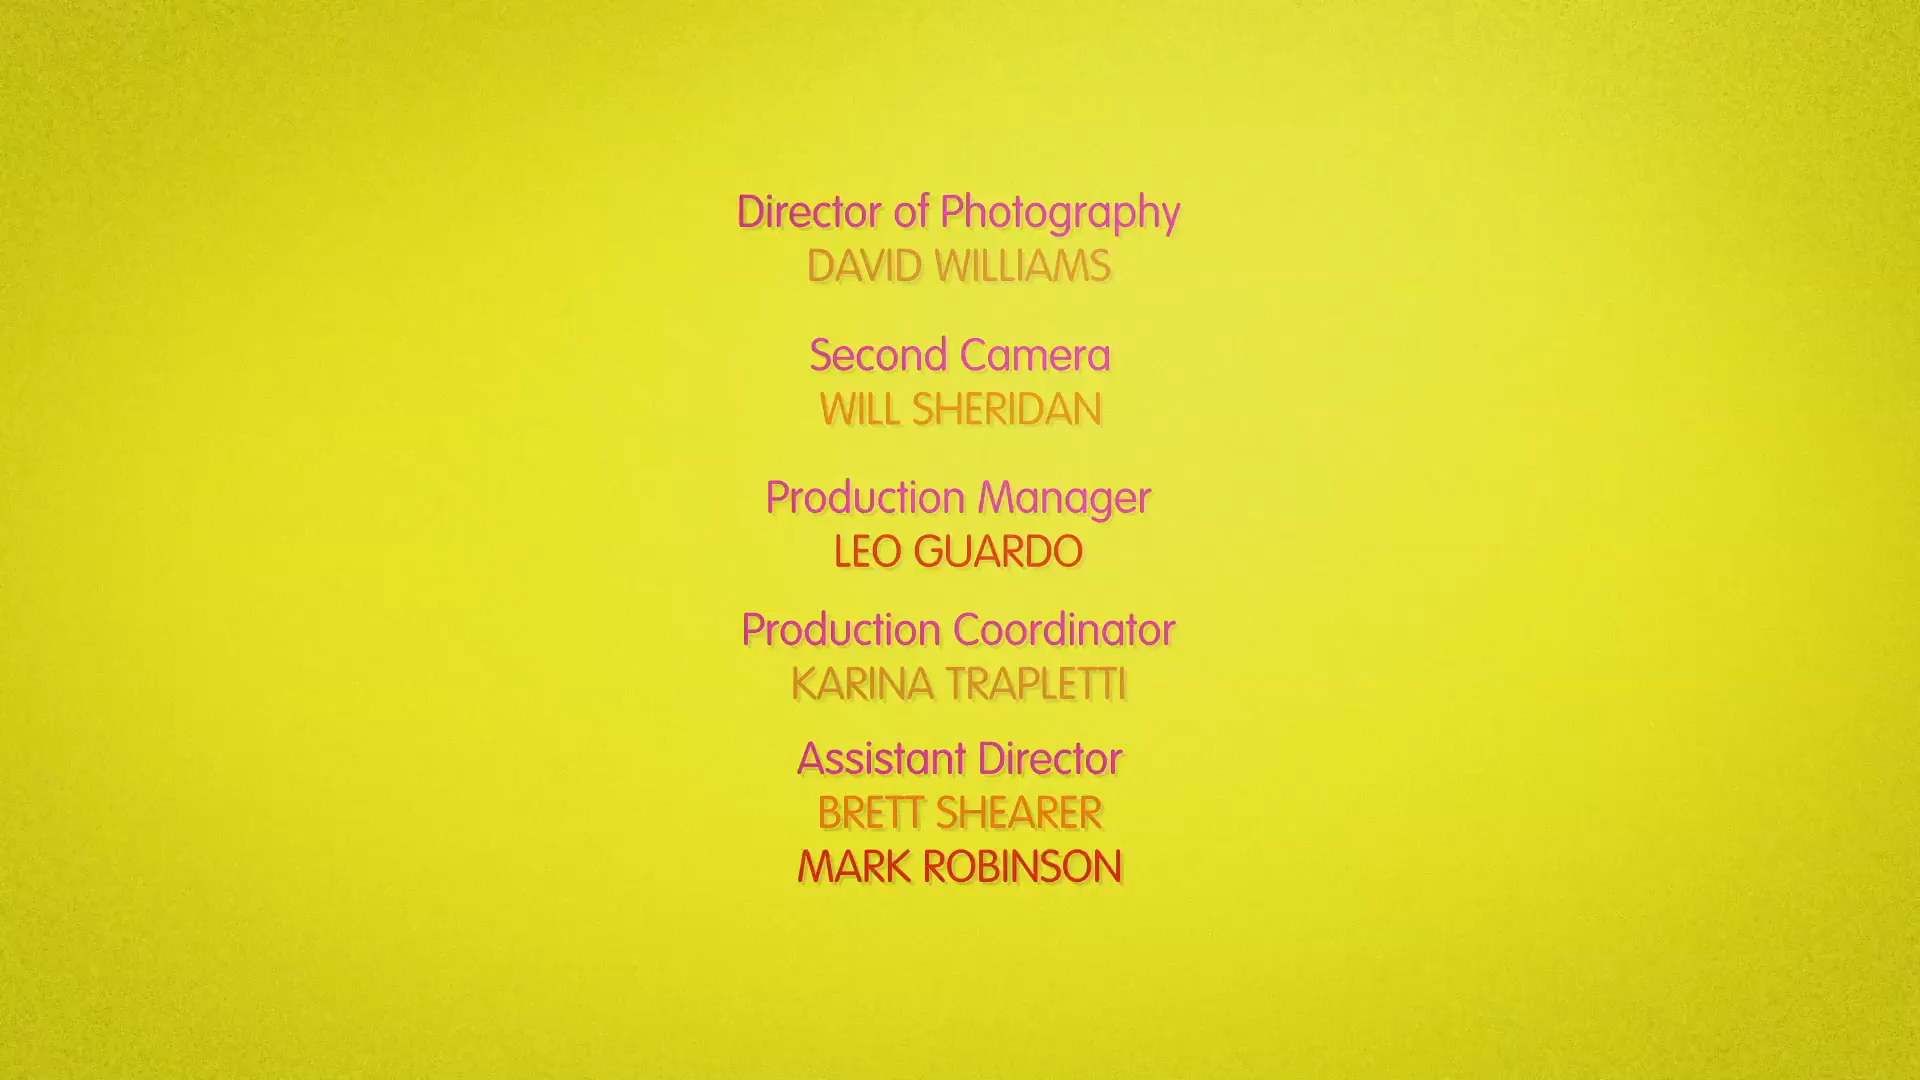 Director of Photography
DAVID WILLIAMS
Second Camera
WILL SHERIDAN
Production Manager
LEO GUARDO
Production Coordinator
KARINA TRAPLETTI
Assistant Director
BRETT SHEARER
MARK ROBINSON